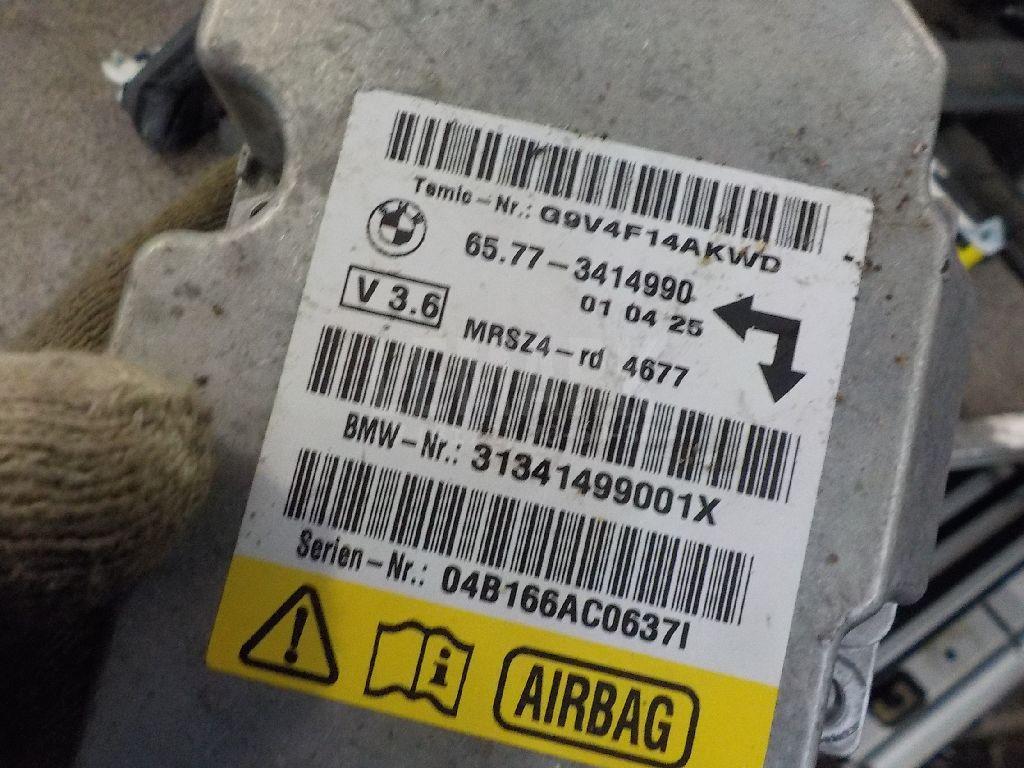 Temic-Nr.: G9V4F14AKWD
65.77-3414990
01 04 25
V 3.6
MRSZ4-rd 4677
BMW-Nr.: 31341499001X
Serien-Nr.: 04B166AC0637I
AIRBAG